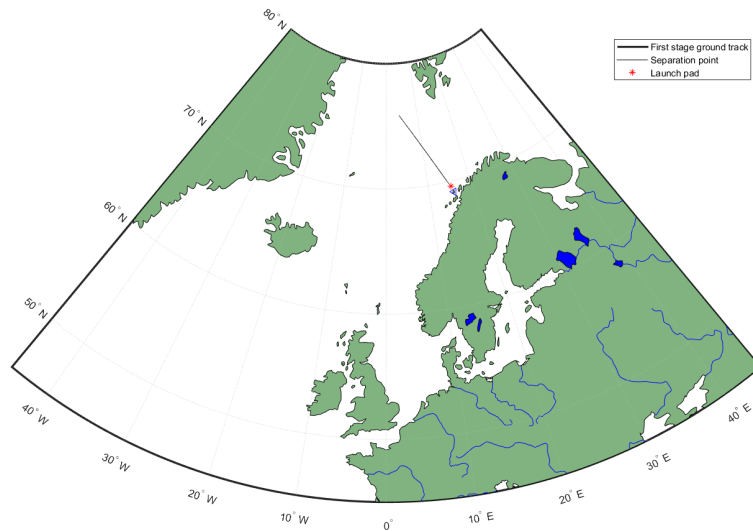 80° N
70° N
60° N
50° N
40° W
30° W
20° W
10° W
0°
10° E
20° E
30° E
40° E
First stage ground track
Separation point
Launch pad